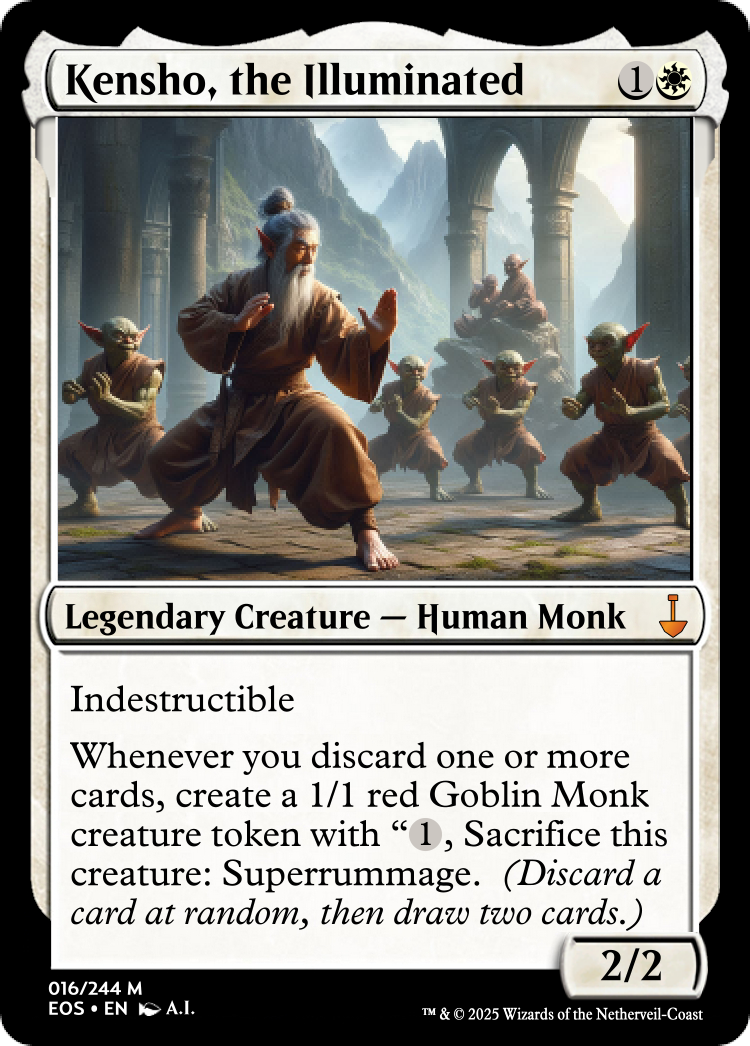 Kensho, the Illuminated 1
Legendary Creature — Human Monk
Indestructible
Whenever you discard one or more
cards, create a 1/1 red Goblin Monk
creature token with “1, Sacrifice this
creature: Superrummage. (Discard a
card at random, then draw two cards.)
2/2
016/244 M
EOS • EN A.I.
™ & © 2025 Wizards of the Netherveil-Coast